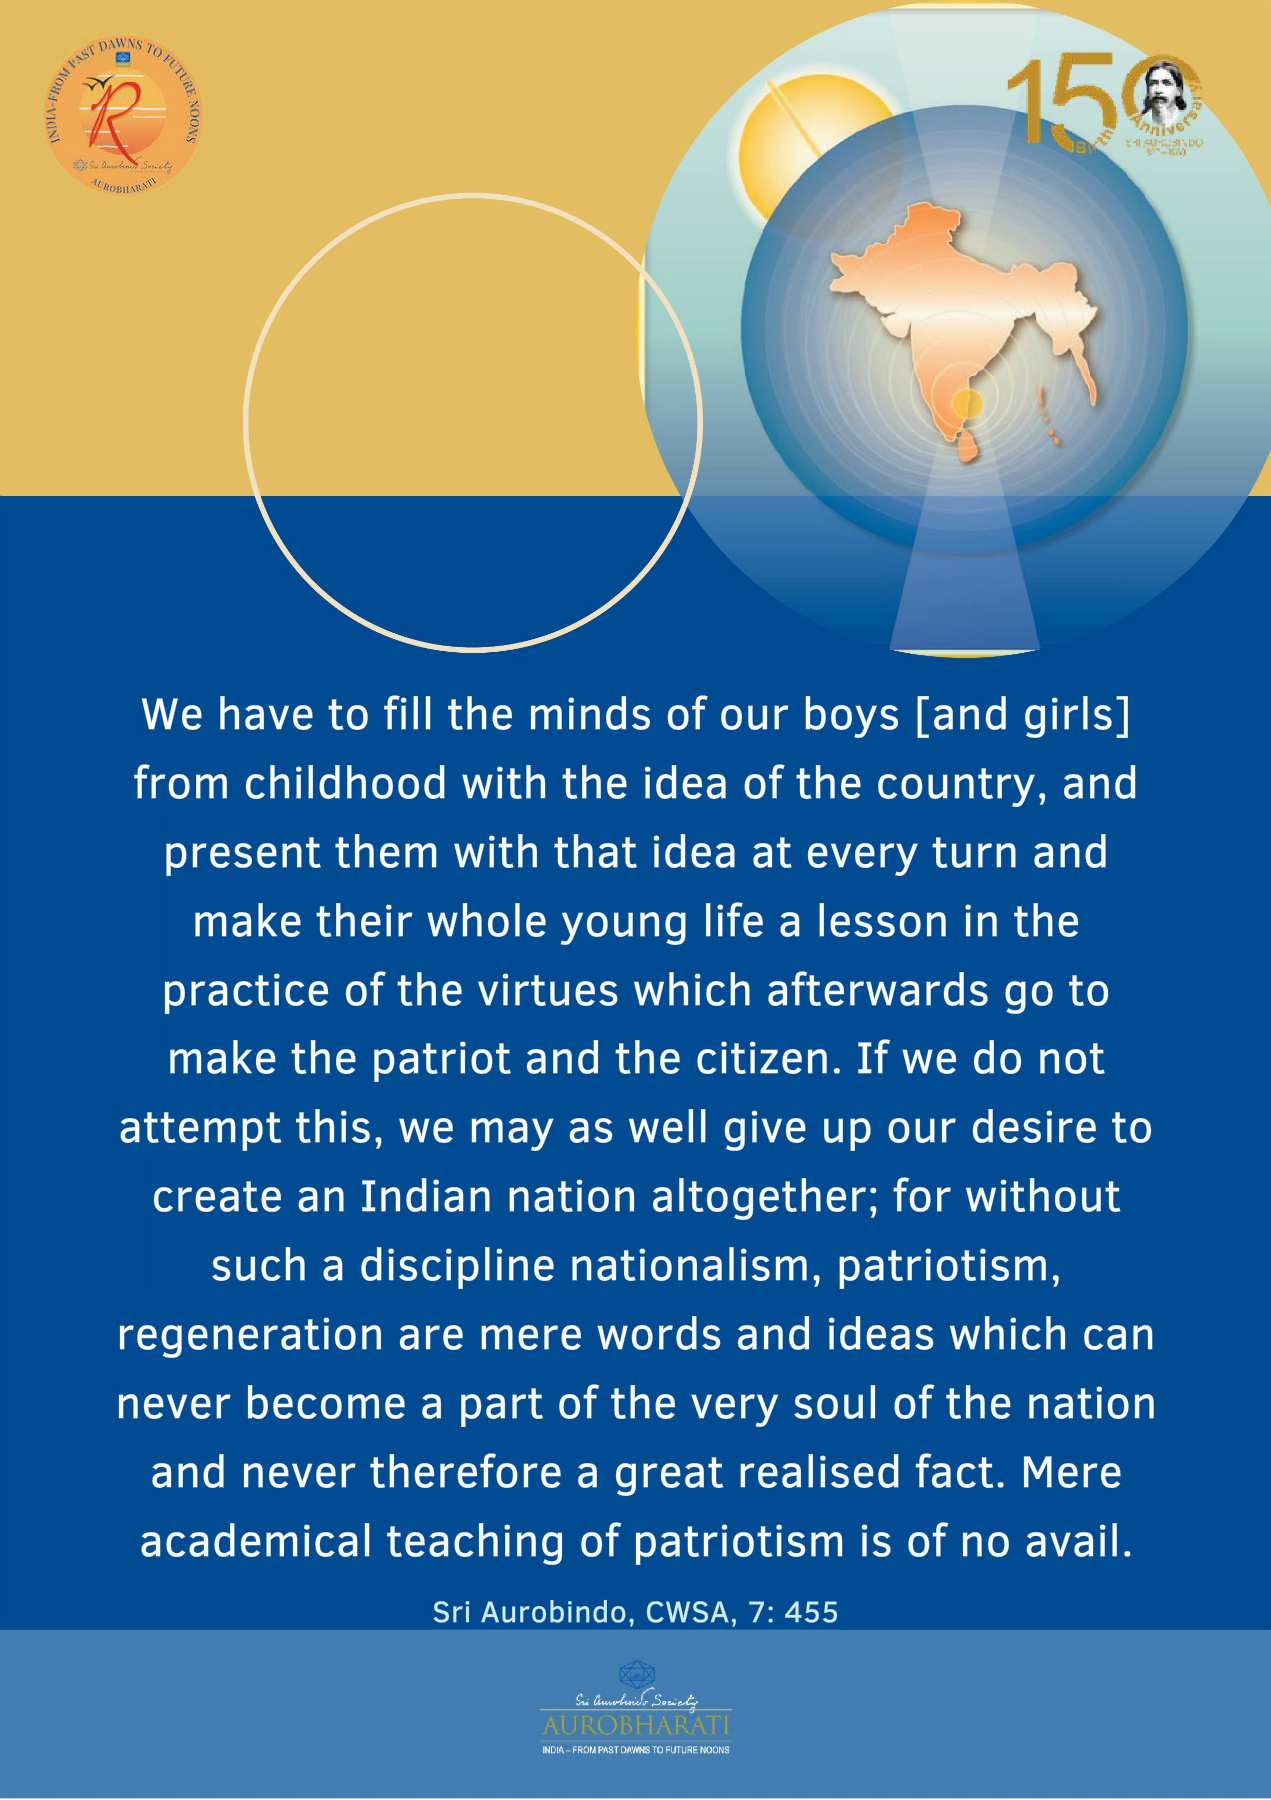 INDIA-FROM PAST DAWNS TO FUTURE NOONS
R
Sri Aurobindo Society
AUROBHARATI
150
Birth Anniversary
SRI AUROBINDO
We have to fill the minds of our boys [and girls]
from childhood with the idea of the country, and
present them with that idea at every turn and
make their whole young life a lesson in the
practice of the virtues which afterwards go to
make the patriot and the citizen. If we do not
attempt this, we may as well give up our desire to
create an Indian nation altogether; for without
such a discipline nationalism, patriotism,
regeneration are mere words and ideas which can
never become a part of the very soul of the nation
and never therefore a great realised fact. Mere
academical teaching of patriotism is of no avail.
Sri Aurobindo, CWSA, 7: 455
Sri Aurobindo Society
AUROBHARATI
INDIA – FROM PAST DAWNS TO FUTURE NOONS